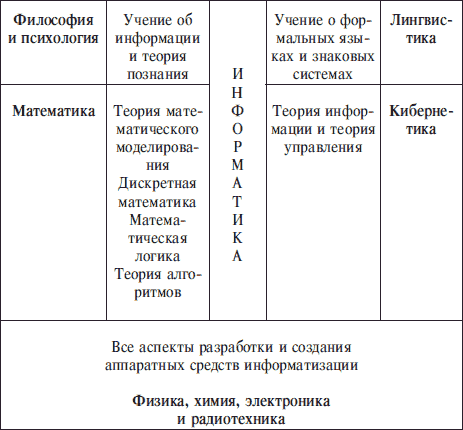 Философия
и психология
Учение об
информации
и теория
познания
И
Н
Ф
О
Р
М
А
Т
И
К
А
Учение о фор-
мальных язы-
ках и знаковых
системах
Лингвис-
тика
Математика
Теория мате-
матического
моделирова-
ния
Дискретная
математика
Матема-
тическая
логика
Теория алго-
ритмов
Теория инфор-
мации и теория
управления
Киберне-
тика
Все аспекты разработки и создания
аппаратных средств информатизации
Физика, химия, электроника
и радиотехника